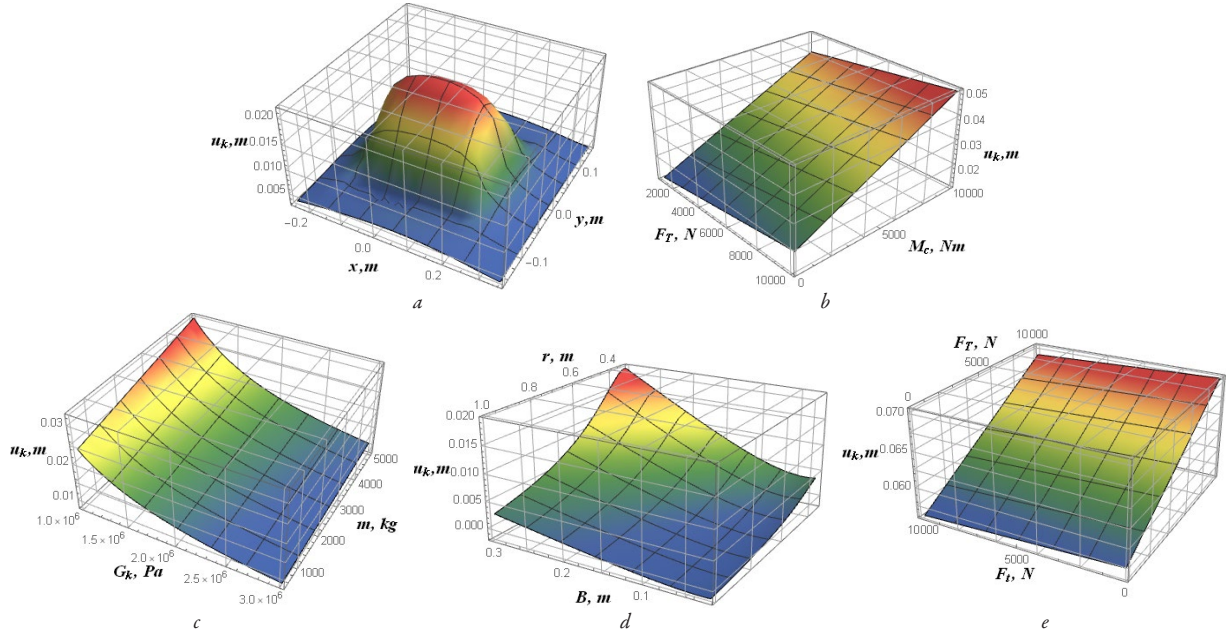 0.020
u_k,m 0.015
0.010
0.005
-0.2
0.0
x,m
0.2
-0.1
0.0
y,m
0.1
a
2000
4000
F_T, N
6000
8000
10000
0
5000
M_c, Nm
10000
0.05
0.04
0.03
u_k,m
0.02
b
0.03
u_k,m
0.02
0.01
1.0 × 10^6
1.5 × 10^6
2.0 × 10^6
G_k, Pa
2.5 × 10^6
3.0 × 10^6
1000
2000
m, kg
3000
4000
5000
c
r, m
0.4
0.6
0.8
1.0
0.020
0.015
u_k,m
0.010
0.005
0.000
0.3
0.2
B, m
0.1
d
10000
F_T, N
5000
0
0.070
u_k,m
0.065
0.060
10000
5000
F_t, N
0
e